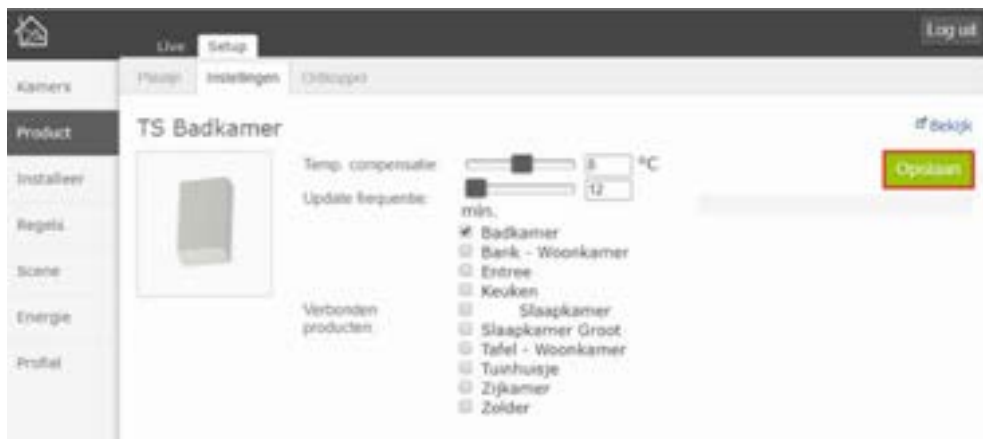 Log uit
Live Setup
Kamers
Instellingen Ontkoppel
Product
TS Badkamer
Bekijk
Temp. compensatie °C
Opslaan
Installeer
Update frequentie: 12
min.
Regels
Badkamer
Bank - Woonkamer
Scene
Entree
Keuken
Energie
Verbonden
producten
Slaapkamer
Slaapkamer Groot
Tafel - Woonkamer
Profiel
Tuinhuisje
Zijkamer
Zolder